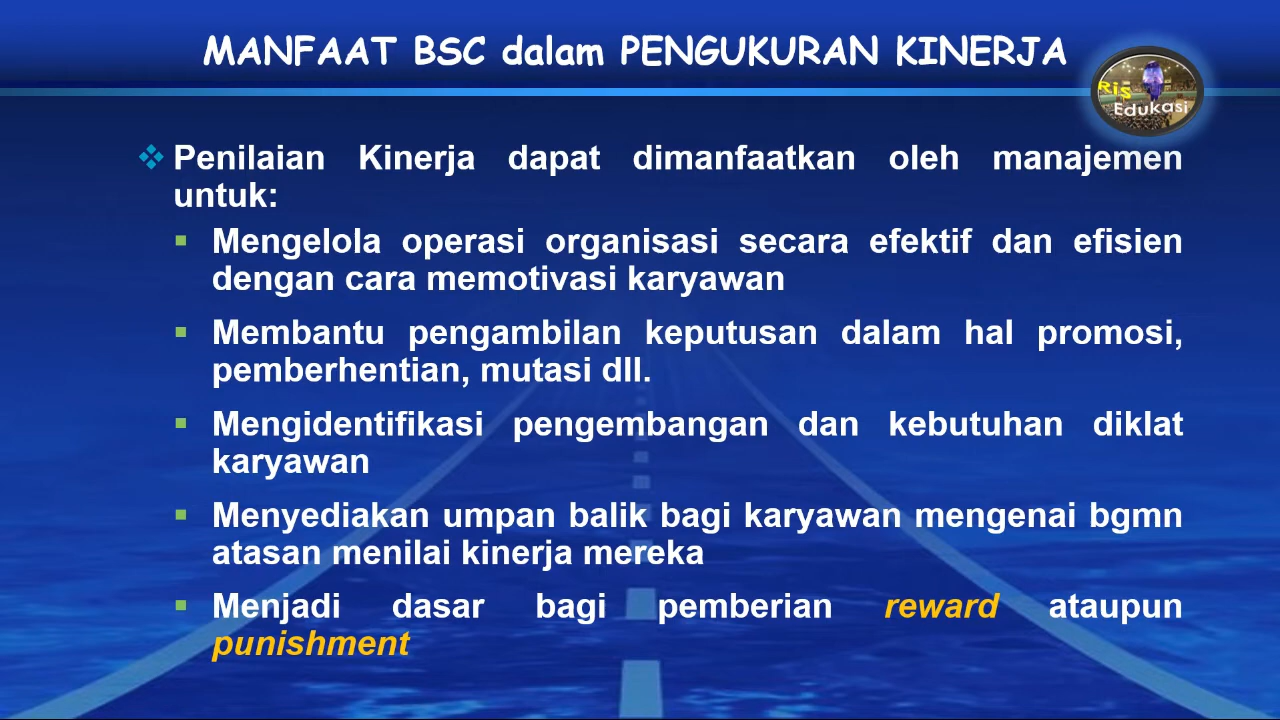 MANFAAT BSC dalam PENGUKURAN KINERJA
Ris
Edukasi
Penilaian Kinerja dapat dimanfaatkan oleh manajemen
untuk:
Mengelola operasi organisasi secara efektif dan efisien
dengan cara memotivasi karyawan
Membantu pengambilan keputusan dalam hal promosi,
pemberhentian, mutasi dll.
Mengidentifikasi pengembangan dan kebutuhan diklat
karyawan
Menyediakan umpan balik bagi karyawan mengenai bgmn
atasan menilai kinerja mereka
Menjadi dasar bagi pemberian reward ataupun
punishment